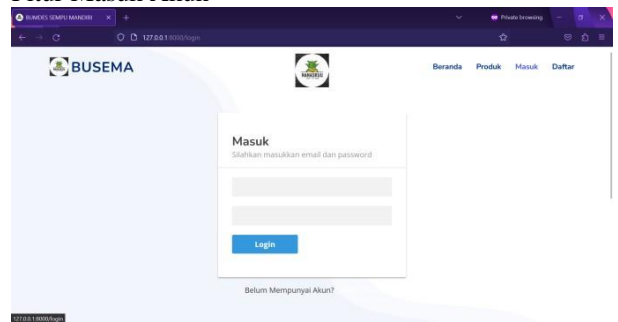 BUMDES SEMPU MANDIRI
Private browsing
127.0.0.1:8000/login
BUSEMA
Beranda Produk Masuk Daftar
Masuk
Silahkan masukkan email dan password
Login
Belum Mempunyai Akun?
127.0.0.1:8000/login